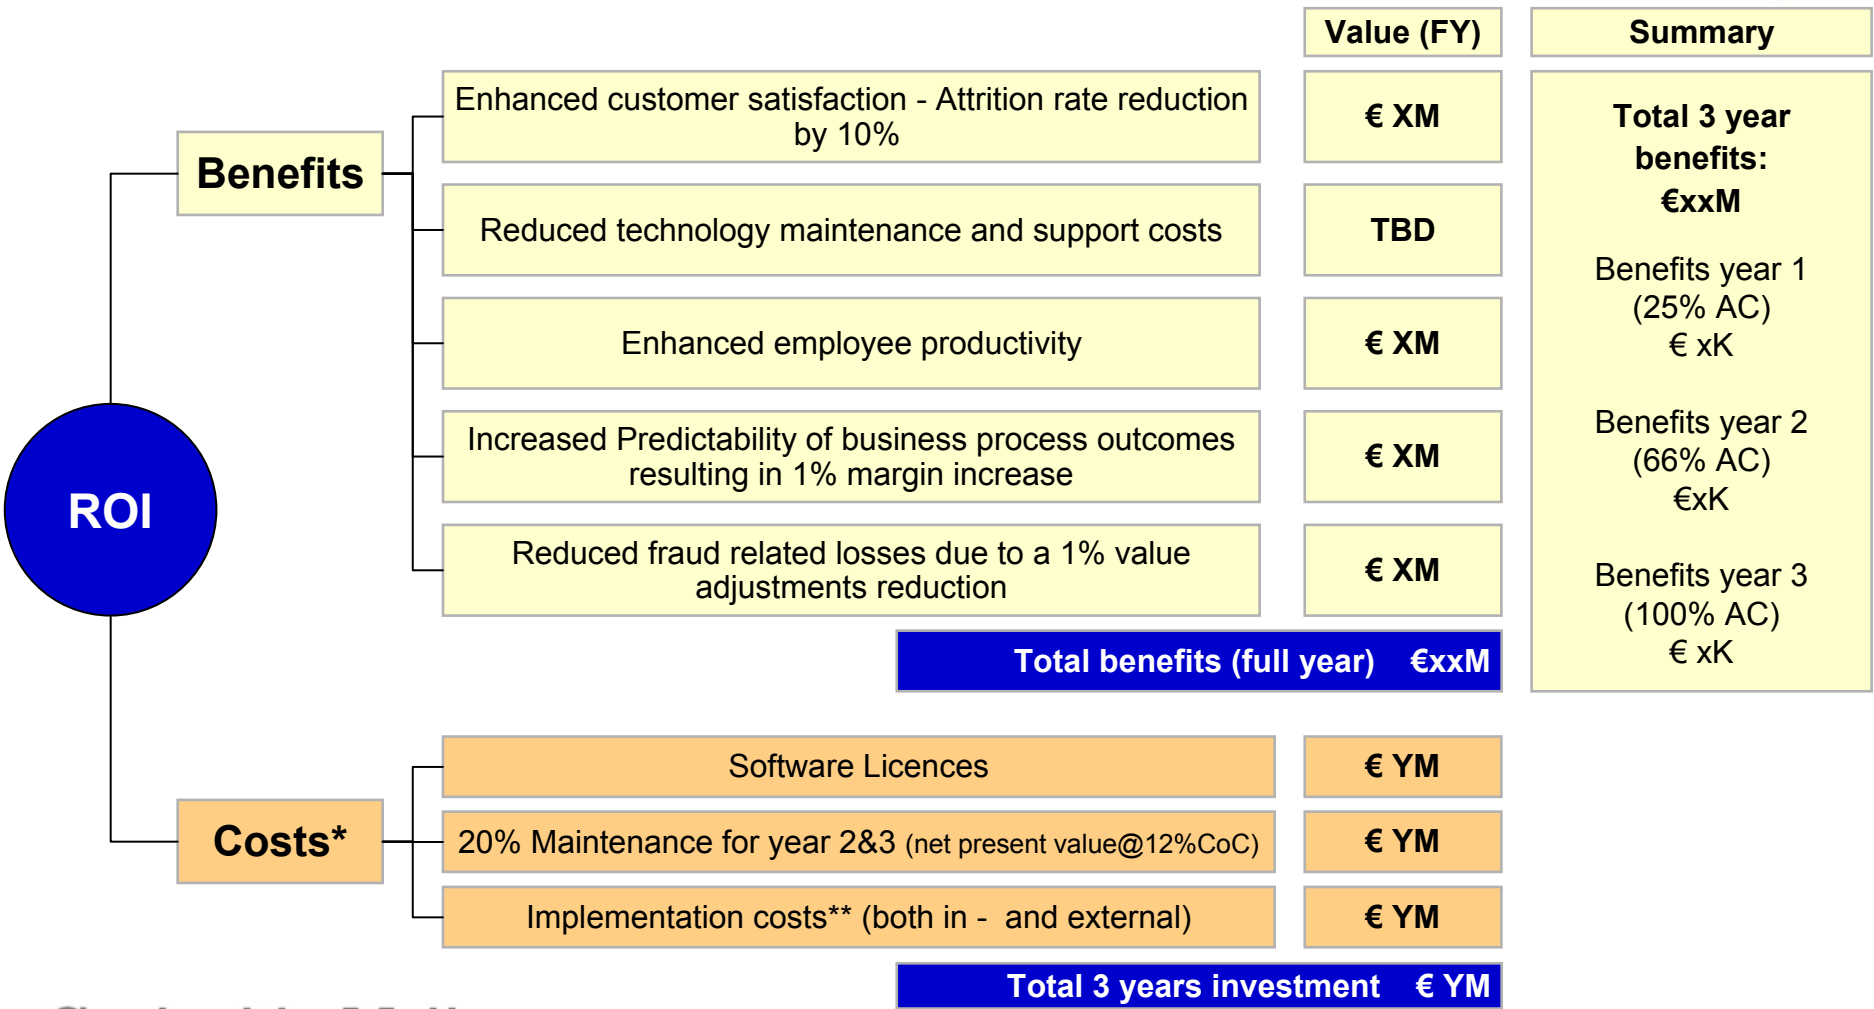 Value (FY)
Summary
Enhanced customer satisfaction - Attrition rate reduction
by 10%
€ XM
Benefits
Reduced technology maintenance and support costs
TBD
Enhanced employee productivity
€ XM
Increased Predictability of business process outcomes
resulting in 1% margin increase
€ XM
Reduced fraud related losses due to a 1% value
adjustments reduction
€ XM
Total benefits (full year) €xxM
Total 3 year
benefits:
€xxM
Benefits year 1
(25% AC)
€ xK
Benefits year 2
(66% AC)
€xK
Benefits year 3
(100% AC)
€ xK
ROI
Costs*
Software Licences
€ YM
20% Maintenance for year 2&3 (net present value@12%CoC)
€ YM
Implementation costs** (both in - and external)
€ YM
Total 3 years investment € YM